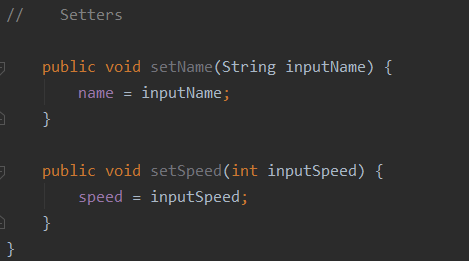 //    Setters
    public void setName(String inputName) {
        name = inputName;
    }
    public void setSpeed(int inputSpeed) {
        speed = inputSpeed;
    }
}